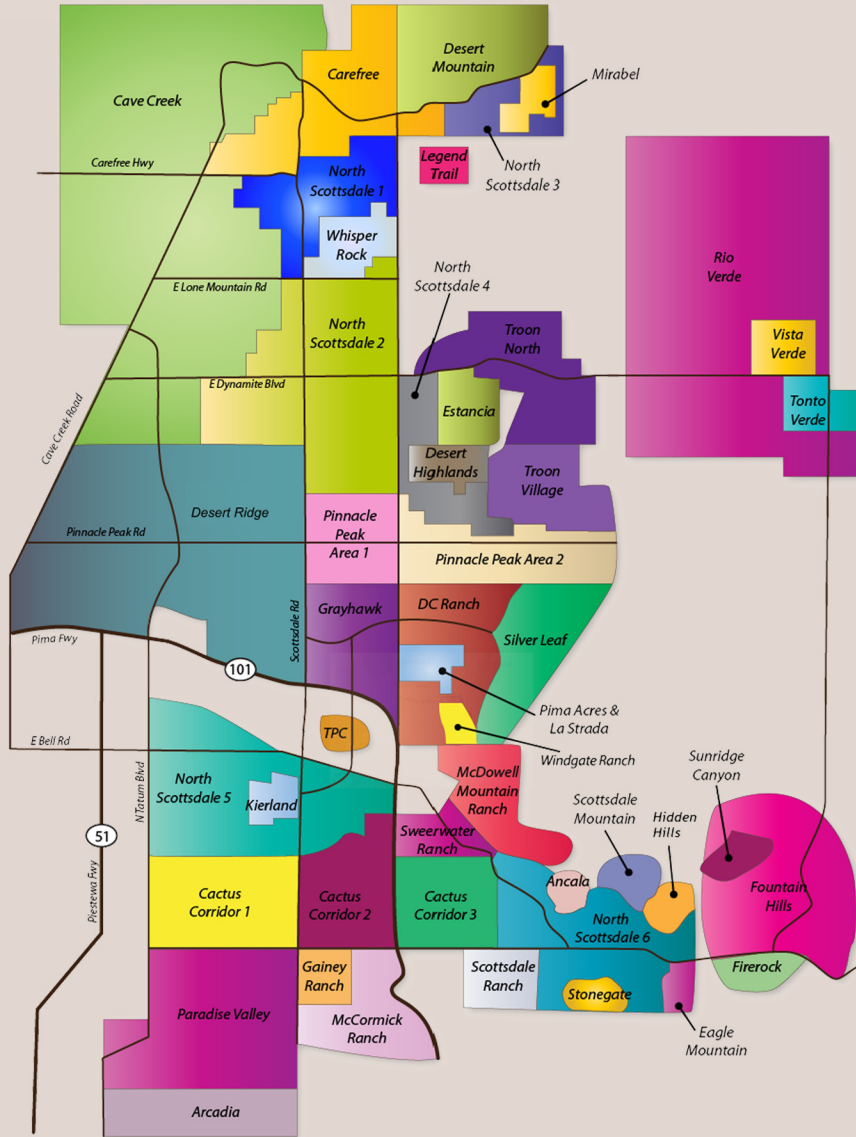 Desert
Mountain
Carefree
Mirabel
Cave Creek
Carefree Hwy
Legend
Trail
North
Scottsdale 3
North
Scottsdale 1
Whisper
Rock
Rio
Verde
North
Scottsdale 4
E Lone Mountain Rd
North
Scottsdale 2
Troon
North
Vista
Verde
E Dynamite Blvd
Estancia
Tonto
Verde
Cave Creek Road
Desert
Highlands
Troon
Village
Desert Ridge
Pinnacle
Peak
Area 1
Pinnacle Peak Rd
Pinnacle Peak Area 2
Grayhawk
DC Ranch
Scottsdale Rd
Silver Leaf
Pima Fwy
101
Pima Acres &
La Strada
TPC
E Bell Rd
Windgate Ranch
N Tatum Blvd
North
Scottsdale 5
Kierland
McDowell
Mountain
Ranch
Sunridge
Canyon
Scottsdale
Mountain
Hidden
Hills
51
Sweerwater
Ranch
Piestewa Fwy
Ancala
Fountain
Hills
Cactus
Corridor 1
Cactus
Corridor 2
Cactus
Corridor 3
North
Scottsdale 6
Gainey
Ranch
Scottsdale
Ranch
Stonegate
Firerock
Paradise Valley
McCormick
Ranch
Eagle
Mountain
Arcadia